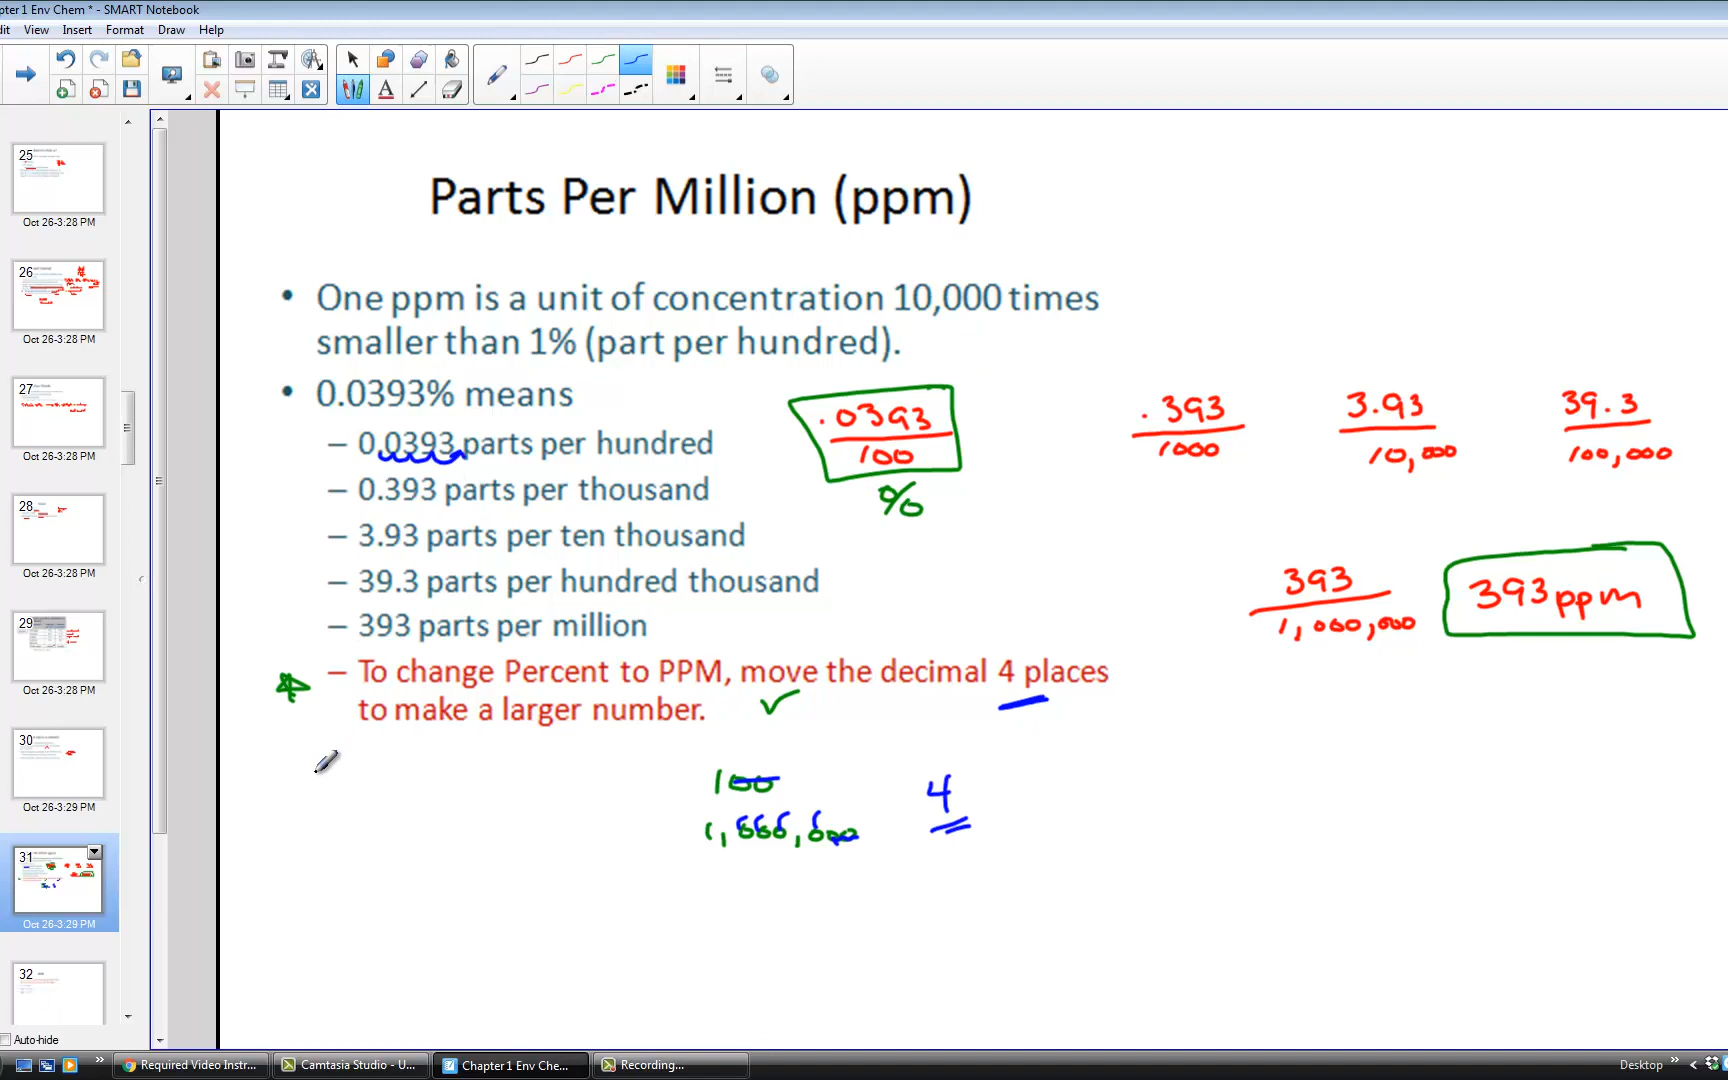 pter 1 Env Chem * - SMART Notebook
dit View Insert Format Draw Help
25
Oct 26-3:28 PM
26
Oct 26-3:28 PM
27
Oct 26-3:28 PM
28
Oct 26-3:28 PM
29
Oct 26-3:28 PM
30
Oct 26-3:29 PM
31
Oct 26-3:29 PM
32
Auto-hide
Parts Per Million (ppm)
• One ppm is a unit of concentration 10,000 times
smaller than 1% (part per hundred).
• 0.0393% means
– 0.0393 parts per hundred
– 0.393 parts per thousand
– 3.93 parts per ten thousand
– 39.3 parts per hundred thousand
– 393 parts per million
– To change Percent to PPM, move the decimal 4 places
to make a larger number.
.0393
100
%
.393
1000
3.93
10,000
39.3
100,000
393
1,000,000
393 ppm
100
1,000,000
4
Required Video Instr...
Camtasia Studio - U...
Chapter 1 Env Che...
Recording...
Desktop